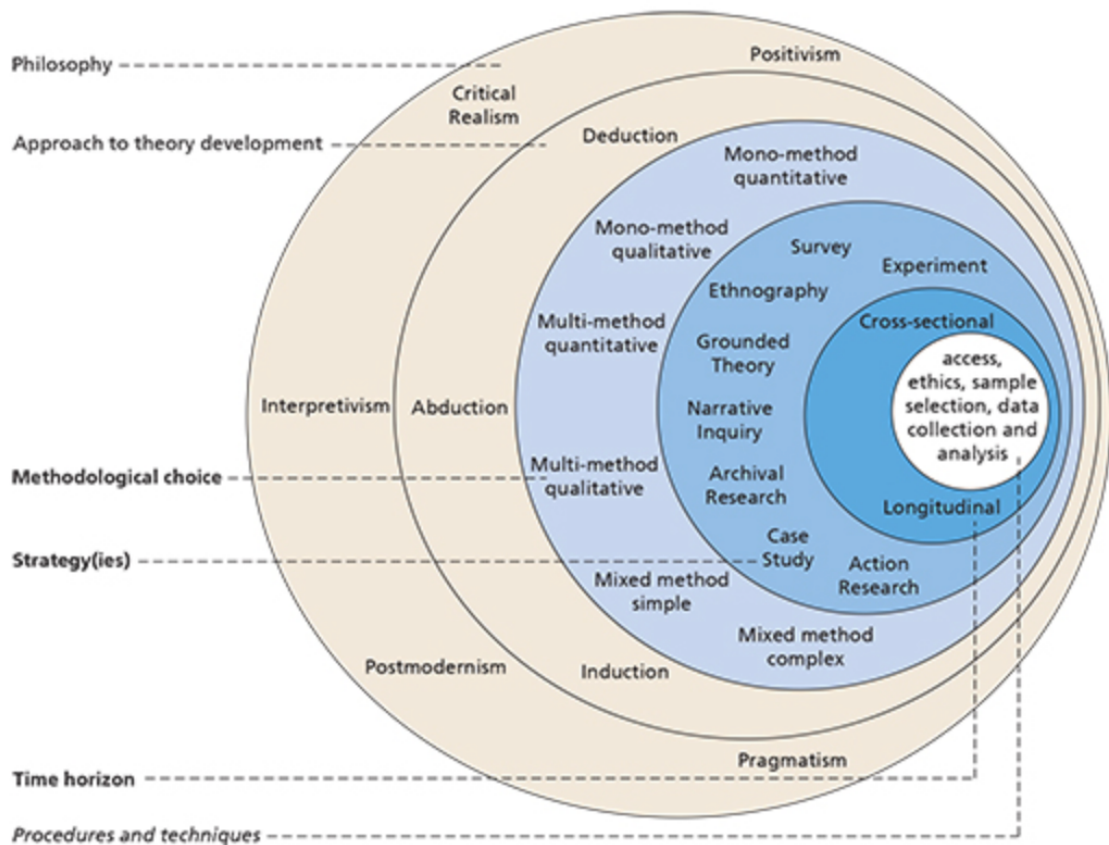 Philosophy
Positivism
Critical
Realism
Approach to theory development
Deduction
Mono-method
quantitative
Mono-method
qualitative
Survey
Experiment
Ethnography
Multi-method
quantitative
Cross-sectional
Grounded
Theory
access,
ethics, sample
selection, data
collection and
analysis
Interpretivism
Abduction
Narrative
Inquiry
Methodological choice
Multi-method
qualitative
Archival
Research
Longitudinal
Strategy(ies)
Case
Study
Action
Research
Mixed method
simple
Mixed method
complex
Postmodernism
Induction
Pragmatism
Time horizon
Procedures and techniques